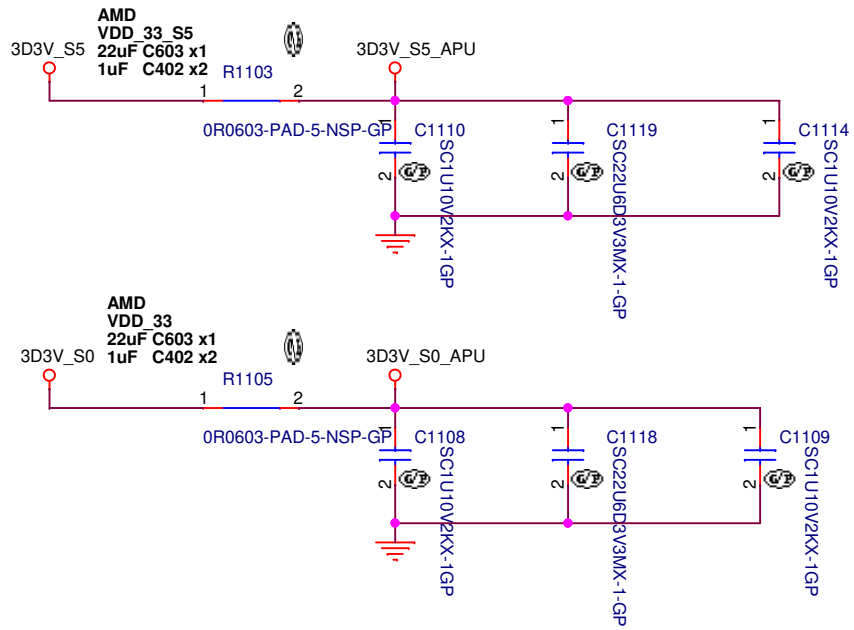 AMD
VDD_33_S5
22uF C603 x1
1uF C402 x2
3D3V_S5
3D3V_S5_APU
R1103
1
2
0R0603-PAD-5-NSP-GP
1
C1110
2
G/P
SC1U10V2KX-1GP
1
C1119
2
G/P
SC22U6D3V3MX-1-GP
1
C1114
2
G/P
SC1U10V2KX-1GP
AMD
VDD_33
22uF C603 x1
1uF C402 x2
3D3V_S0
3D3V_S0_APU
R1105
1
2
0R0603-PAD-5-NSP-GP
1
C1108
2
G/P
SC1U10V2KX-1GP
1
C1118
2
G/P
SC22U6D3V3MX-1-GP
1
C1109
2
G/P
SC1U10V2KX-1GP